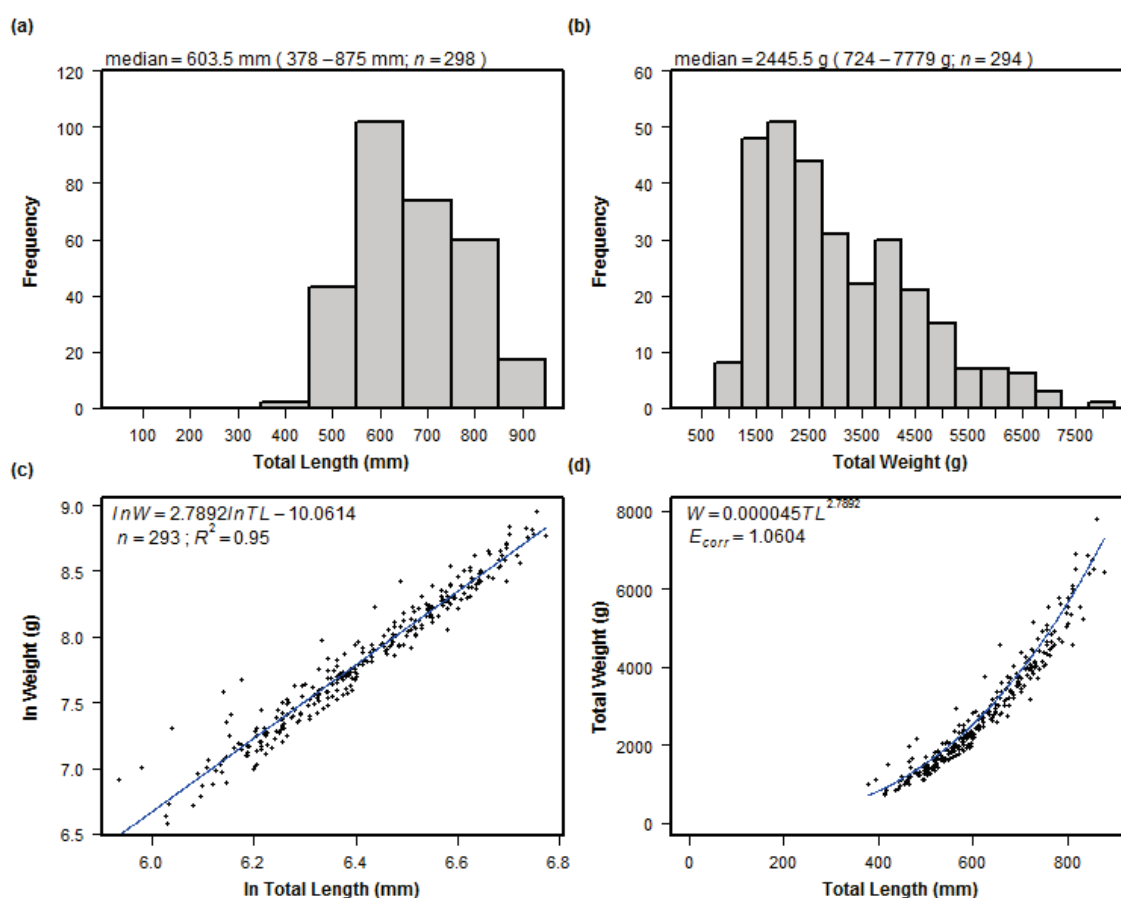 (a)
median = 603.5 mm ( 378 – 875 mm; n = 298 )
120
100
80
60
40
20
0
Frequency
100 200 300 400 500 600 700 800 900
Total Length (mm)
(b)
median = 2445.5 g ( 724 – 7779 g; n = 294 )
60
50
40
30
20
10
0
Frequency
500 1500 2500 3500 4500 5500 6500 7500
Total Weight (g)
(c)
lnW = 2.7892lnTL – 10.0614
n = 293 ; R² = 0.95
9.0
8.5
8.0
7.5
7.0
6.5
ln Weight (g)
6.0 6.2 6.4 6.6 6.8
ln Total Length (mm)
(d)
W = 0.000045TL^2.7892
E_corr = 1.0604
8000
6000
4000
2000
0
Total Weight (g)
0 200 400 600 800
Total Length (mm)